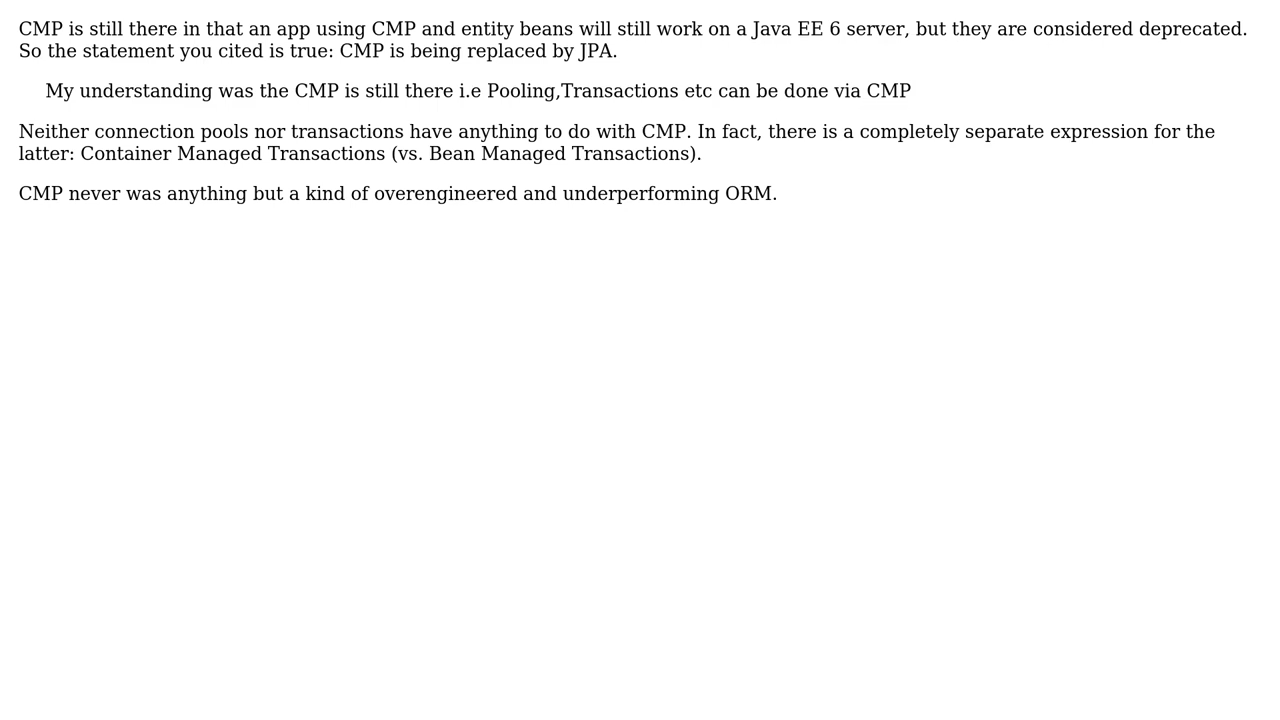 CMP is still there in that an app using CMP and entity beans will still work on a Java EE 6 server, but they are considered deprecated.
So the statement you cited is true: CMP is being replaced by JPA.
My understanding was the CMP is still there i.e Pooling,Transactions etc can be done via CMP
Neither connection pools nor transactions have anything to do with CMP. In fact, there is a completely separate expression for the
latter: Container Managed Transactions (vs. Bean Managed Transactions).
CMP never was anything but a kind of overengineered and underperforming ORM.